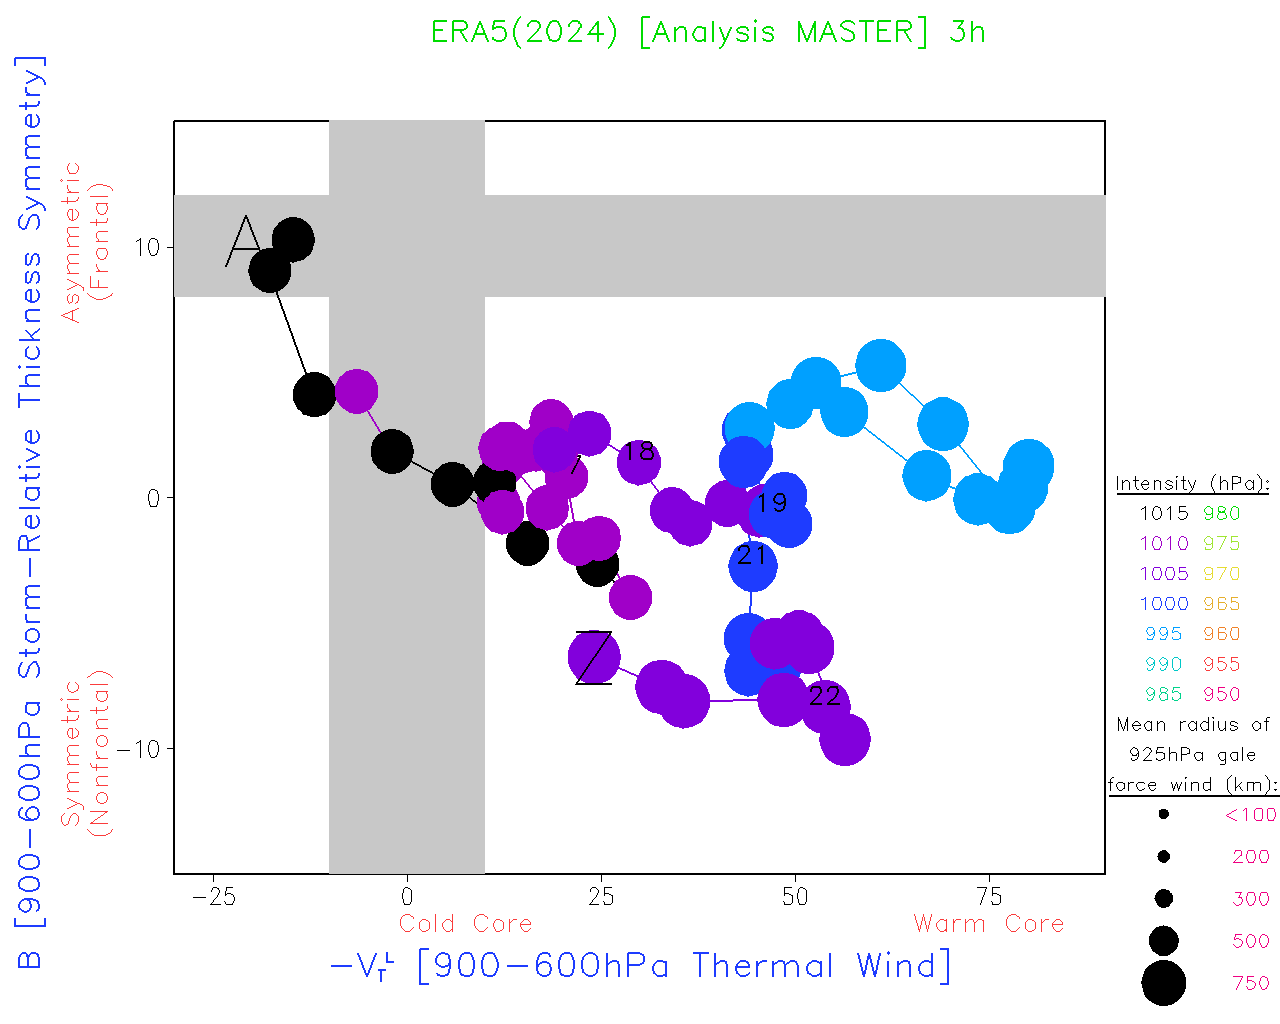 ERA5(2024) [Analysis MASTER] 3h
B [900-600hPa Storm-Relative Thickness Symmetry]
Asymmetric
(Frontal)
Symmetric
(Nonfrontal)
10
0
-10
A
18
19
21
22
Z
-25
0
25
50
75
Cold Core
Warm Core
-VTL [900-600hPa Thermal Wind]
Intensity (hPa):
1015 980
1010 975
1005 970
1000 965
995 960
990 955
985 950
Mean radius of
925hPa gale
force wind (km):
<100
200
300
500
750